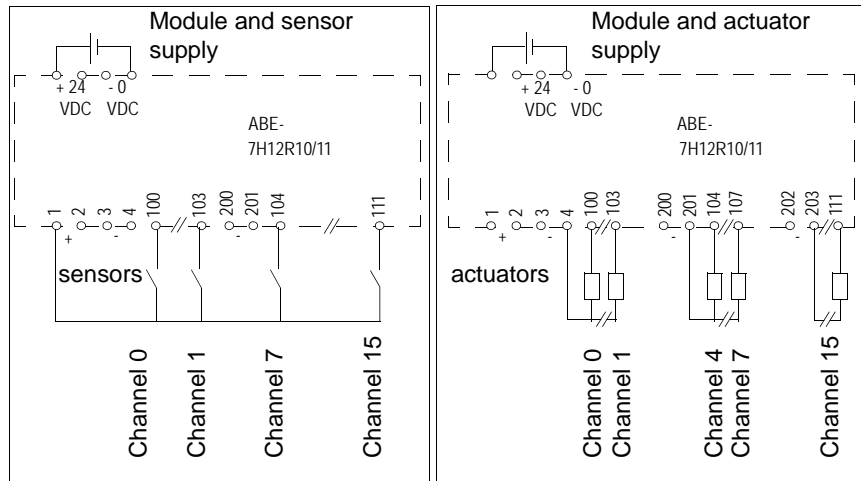 Module and sensor
supply
+ 24
VDC
- 0
VDC
ABE-
7H12R10/11
1
2
3
4
100
103
200
201
104
111
+
-
-
sensors
Channel 0
Channel 1
Channel 7
Channel 15
Module and actuator
supply
+ 24
VDC
- 0
VDC
ABE-
7H12R10/11
1
2
3
4
100
103
200
201
104
107
202
203
111
+
-
-
-
actuators
Channel 0
Channel 1
Channel 4
Channel 7
Channel 15